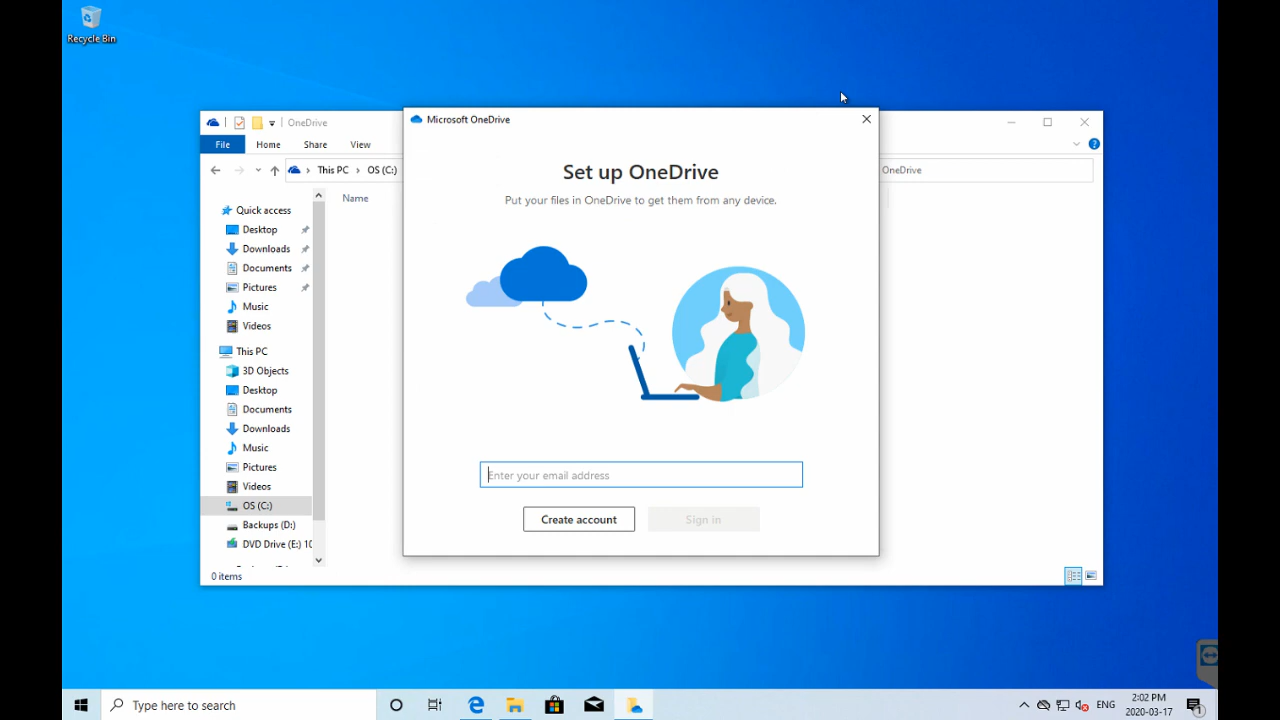 Recycle Bin
OneDrive
File Home Share View
This PC OS (C:)
OneDrive
Name
Quick access
Desktop
Downloads
Documents
Pictures
Music
Videos
This PC
3D Objects
Desktop
Documents
Downloads
Music
Pictures
Videos
OS (C:)
Backups (D:)
DVD Drive (E:) 10
0 items
Microsoft OneDrive
Set up OneDrive
Put your files in OneDrive to get them from any device.
Enter your email address
Create account Sign in
Type here to search
ENG
2:02 PM
2020-03-17
1